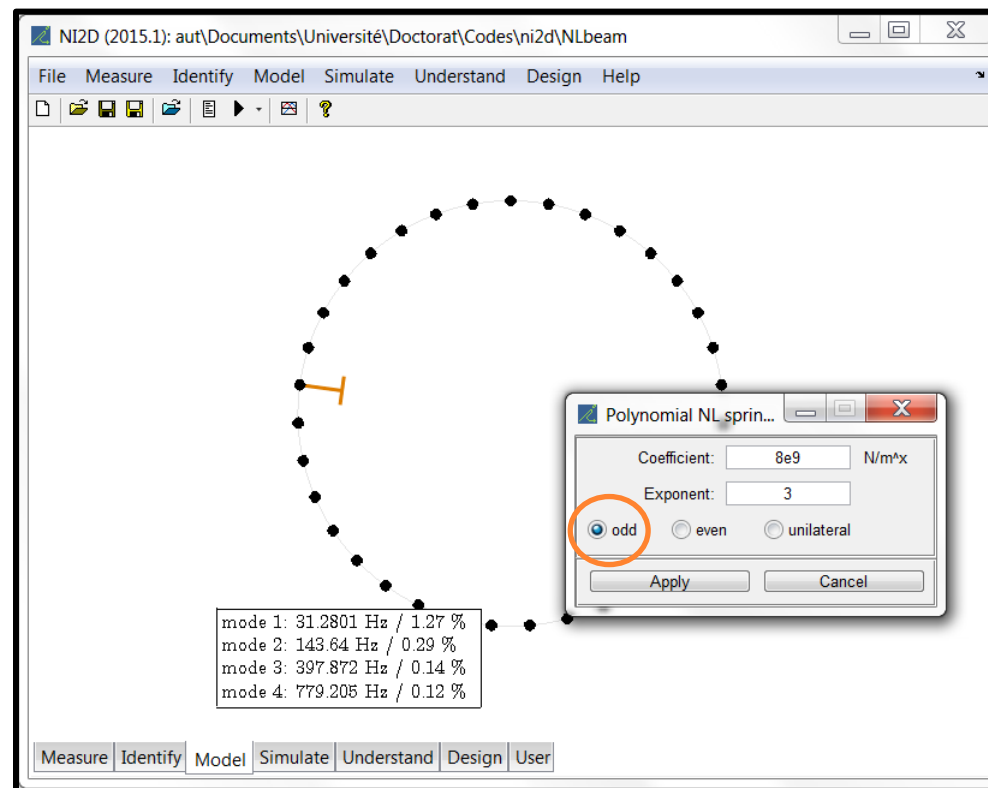 NI2D (2015.1): aut\Documents\Université\Doctorat\Codes\ni2d\NLbeam
File Measure Identify Model Simulate Understand Design Help
Polynomial NL sprin...
Coefficient: 8e9 N/m^x
Exponent: 3
odd even unilateral
Apply Cancel
mode 1: 31.2801 Hz / 1.27 %
mode 2: 143.64 Hz / 0.29 %
mode 3: 397.872 Hz / 0.14 %
mode 4: 779.205 Hz / 0.12 %
Measure Identify Model Simulate Understand Design User